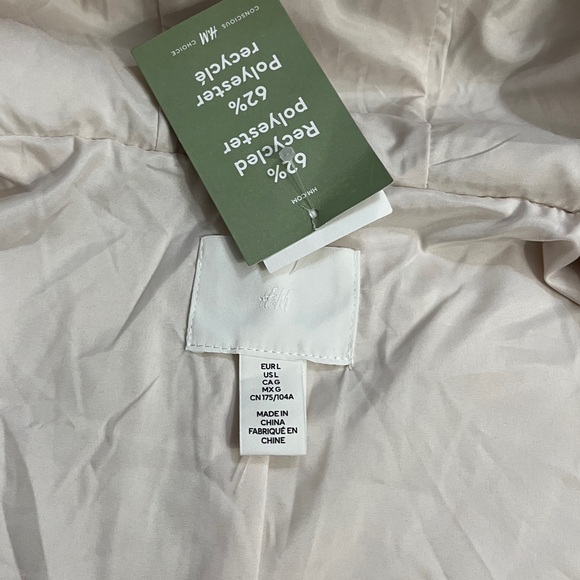 CONSCIOUS H&M CHOICE
62%
Recycled
polyester
62%
Polyester
recyclé
HM.COM
H&M
EUR L
US L
CA G
MX G
CN 175/104A
MADE IN
CHINA
FABRIQUÉ EN
CHINE